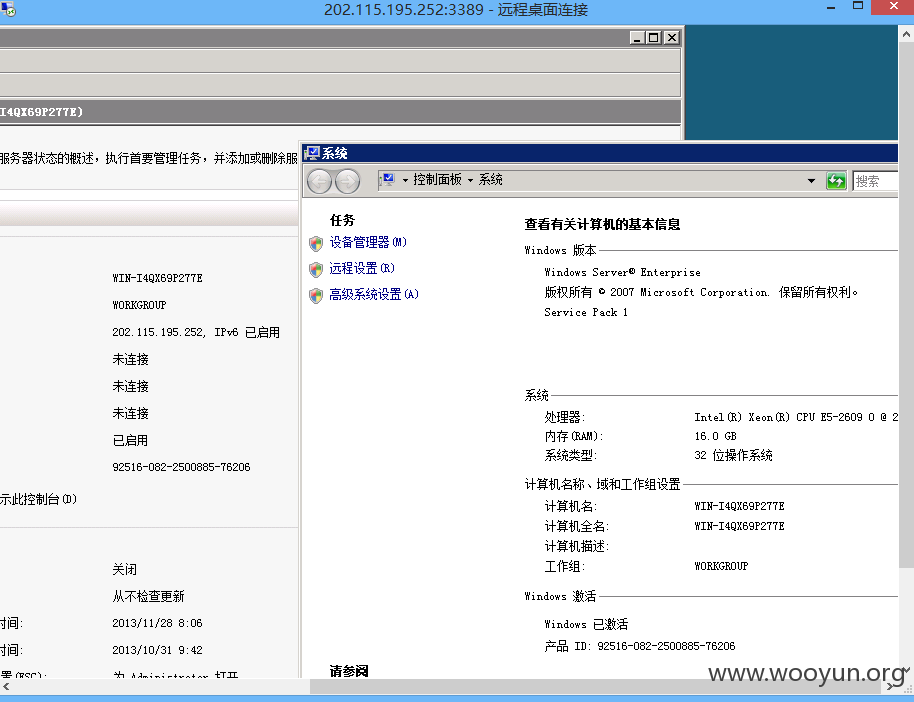 202.115.195.252:3389 - 远程桌面连接
I4QX69P277E)
服务器状态的概述，执行首要管理任务，并添加或删除服
WIN-I4QX69P277E
WORKGROUP
202.115.195.252, IPv6 已启用
未连接
未连接
未连接
已启用
92516-082-2500885-76206
示此控制台(D)
关闭
从不检查更新
时间: 2013/11/28 8:06
时间: 2013/10/31 9:42
置(ESC): 为 Administrator 打开
系统
控制面板 系统
搜索
任务
设备管理器(M)
远程设置(R)
高级系统设置(A)
请参阅
查看有关计算机的基本信息
Windows 版本
Windows Server® Enterprise
版权所有 © 2007 Microsoft Corporation. 保留所有权利。
Service Pack 1
系统
处理器: Intel(R) Xeon(R) CPU E5-2609 0 @ 2
内存(RAM): 16.0 GB
系统类型: 32 位操作系统
计算机名称、域和工作组设置
计算机名: WIN-I4QX69P277E
计算机全名: WIN-I4QX69P277E
计算机描述:
工作组: WORKGROUP
Windows 激活
Windows 已激活
产品 ID: 92516-082-2500885-76206
www.wooyun.org